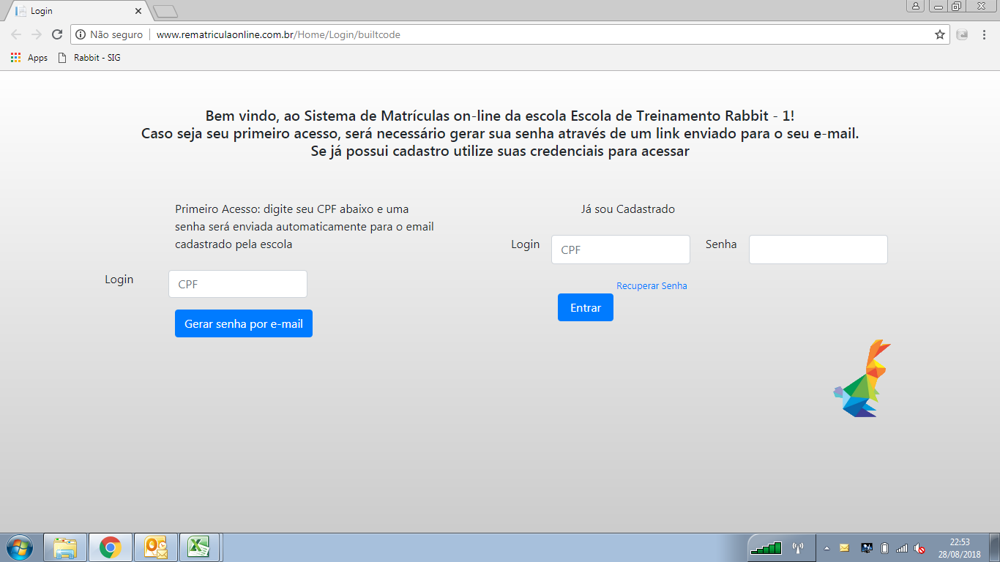 Login
Não seguro
www.rematriculaonline.com.br/Home/Login/builtcode
Apps
Rabbit - SIG
Bem vindo, ao Sistema de Matrículas on-line da escola Escola de Treinamento Rabbit - 1!
Caso seja seu primeiro acesso, será necessário gerar sua senha através de um link enviado para o seu e-mail.
Se já possui cadastro utilize suas credenciais para acessar
Primeiro Acesso: digite seu CPF abaixo e uma
senha será enviada automaticamente para o email
cadastrado pela escola
Login
CPF
Gerar senha por e-mail
Já sou Cadastrado
Login
CPF
Senha
Recuperar Senha
Entrar
22:53
28/08/2018